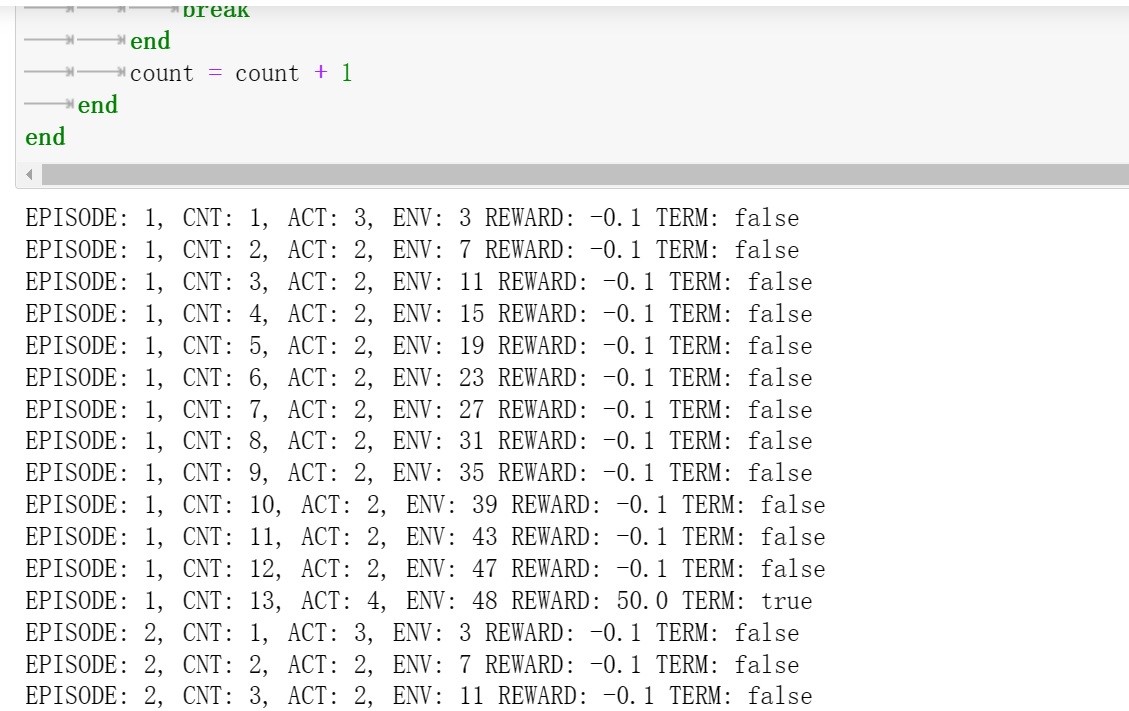 break
end
count = count + 1
end
end
EPISODE: 1, CNT: 1, ACT: 3, ENV: 3 REWARD: -0.1 TERM: false
EPISODE: 1, CNT: 2, ACT: 2, ENV: 7 REWARD: -0.1 TERM: false
EPISODE: 1, CNT: 3, ACT: 2, ENV: 11 REWARD: -0.1 TERM: false
EPISODE: 1, CNT: 4, ACT: 2, ENV: 15 REWARD: -0.1 TERM: false
EPISODE: 1, CNT: 5, ACT: 2, ENV: 19 REWARD: -0.1 TERM: false
EPISODE: 1, CNT: 6, ACT: 2, ENV: 23 REWARD: -0.1 TERM: false
EPISODE: 1, CNT: 7, ACT: 2, ENV: 27 REWARD: -0.1 TERM: false
EPISODE: 1, CNT: 8, ACT: 2, ENV: 31 REWARD: -0.1 TERM: false
EPISODE: 1, CNT: 9, ACT: 2, ENV: 35 REWARD: -0.1 TERM: false
EPISODE: 1, CNT: 10, ACT: 2, ENV: 39 REWARD: -0.1 TERM: false
EPISODE: 1, CNT: 11, ACT: 2, ENV: 43 REWARD: -0.1 TERM: false
EPISODE: 1, CNT: 12, ACT: 2, ENV: 47 REWARD: -0.1 TERM: false
EPISODE: 1, CNT: 13, ACT: 4, ENV: 48 REWARD: 50.0 TERM: true
EPISODE: 2, CNT: 1, ACT: 3, ENV: 3 REWARD: -0.1 TERM: false
EPISODE: 2, CNT: 2, ACT: 2, ENV: 7 REWARD: -0.1 TERM: false
EPISODE: 2, CNT: 3, ACT: 2, ENV: 11 REWARD: -0.1 TERM: false